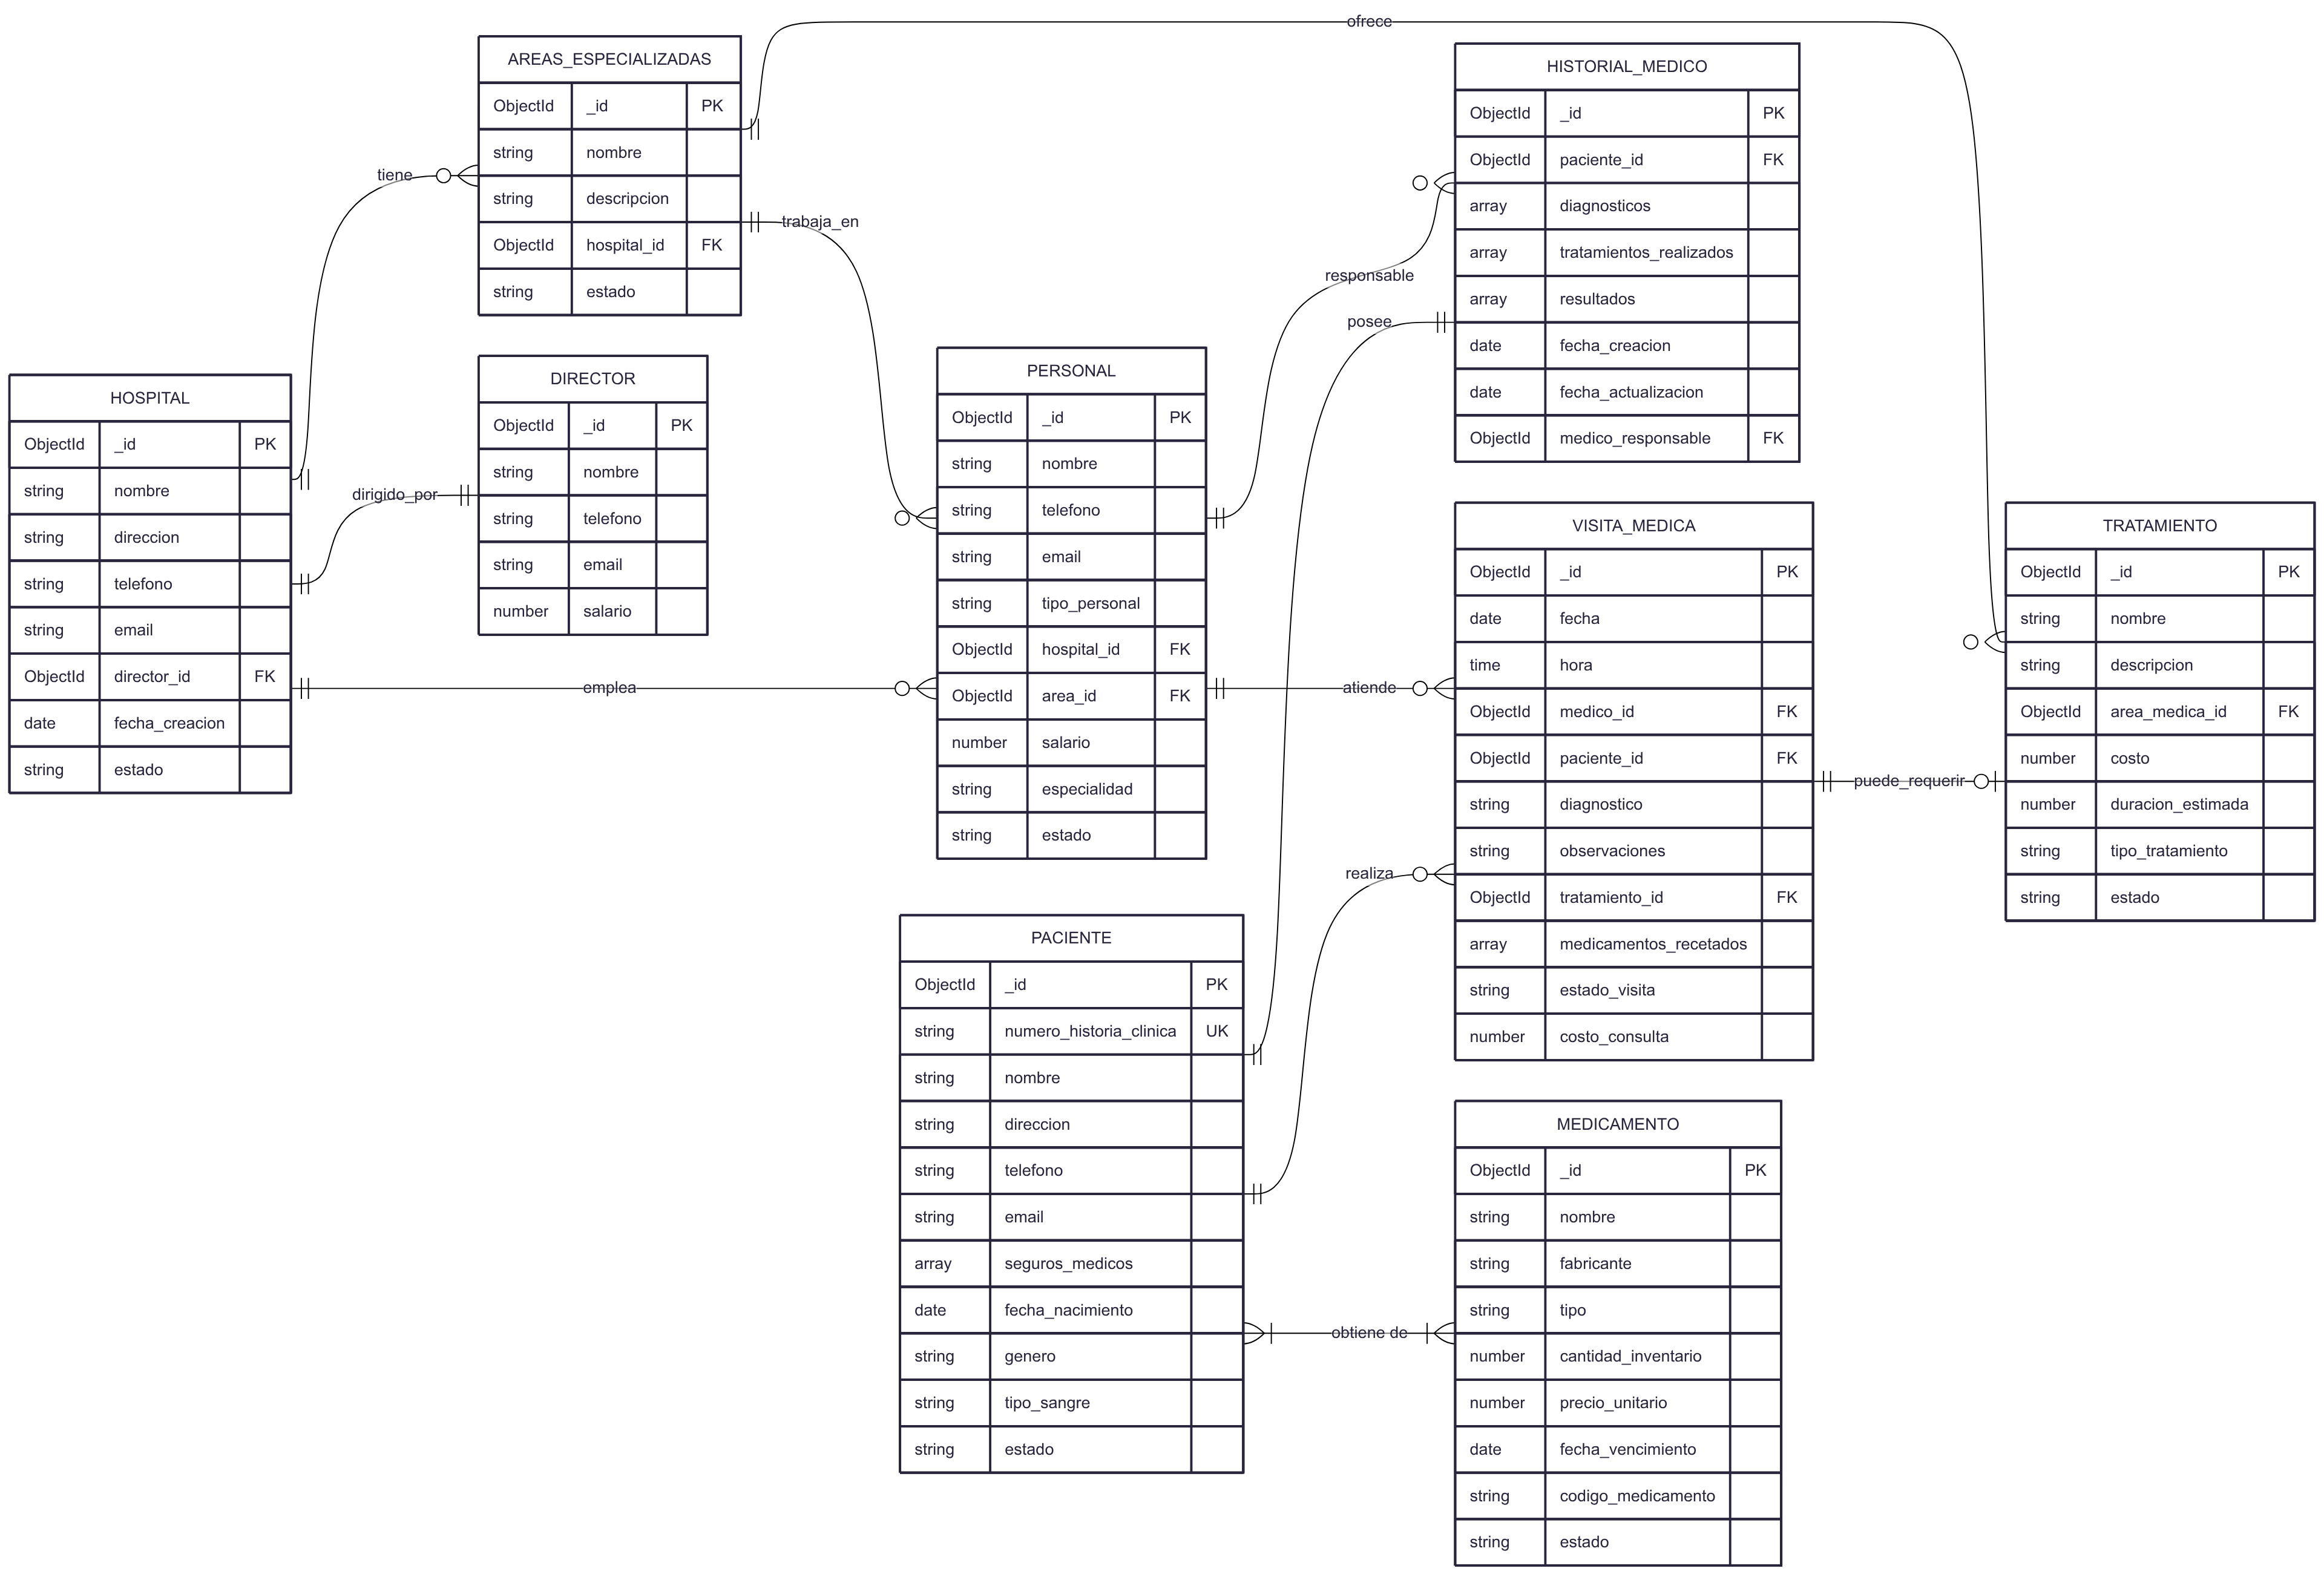 ofrece
AREAS_ESPECIALIZADAS
ObjectId _id PK
string nombre
string descripcion
ObjectId hospital_id FK
string estado
HISTORIAL_MEDICO
ObjectId _id PK
ObjectId paciente_id FK
array diagnosticos
array tratamientos_realizados
array resultados
date fecha_creacion
date fecha_actualizacion
ObjectId medico_responsable FK
tiene
trabaja_en
responsable
posee
HOSPITAL
ObjectId _id PK
string nombre
string direccion
string telefono
string email
ObjectId director_id FK
date fecha_creacion
string estado
dirigido_por
DIRECTOR
ObjectId _id PK
string nombre
string telefono
string email
number salario
emplea
PERSONAL
ObjectId _id PK
string nombre
string telefono
string email
string tipo_personal
ObjectId hospital_id FK
ObjectId area_id FK
number salario
string especialidad
string estado
atiende
VISITA_MEDICA
ObjectId _id PK
date fecha
time hora
ObjectId medico_id FK
ObjectId paciente_id FK
string diagnostico
string observaciones
ObjectId tratamiento_id FK
array medicamentos_recetados
string estado_visita
number costo_consulta
puede_requerir
TRATAMIENTO
ObjectId _id PK
string nombre
string descripcion
ObjectId area_medica_id FK
number costo
number duracion_estimada
string tipo_tratamiento
string estado
realiza
PACIENTE
ObjectId _id PK
string numero_historia_clinica UK
string nombre
string direccion
string telefono
string email
array seguros_medicos
date fecha_nacimiento
string genero
string tipo_sangre
string estado
obtiene de
MEDICAMENTO
ObjectId _id PK
string nombre
string fabricante
string tipo
number cantidad_inventario
number precio_unitario
date fecha_vencimiento
string codigo_medicamento
string estado